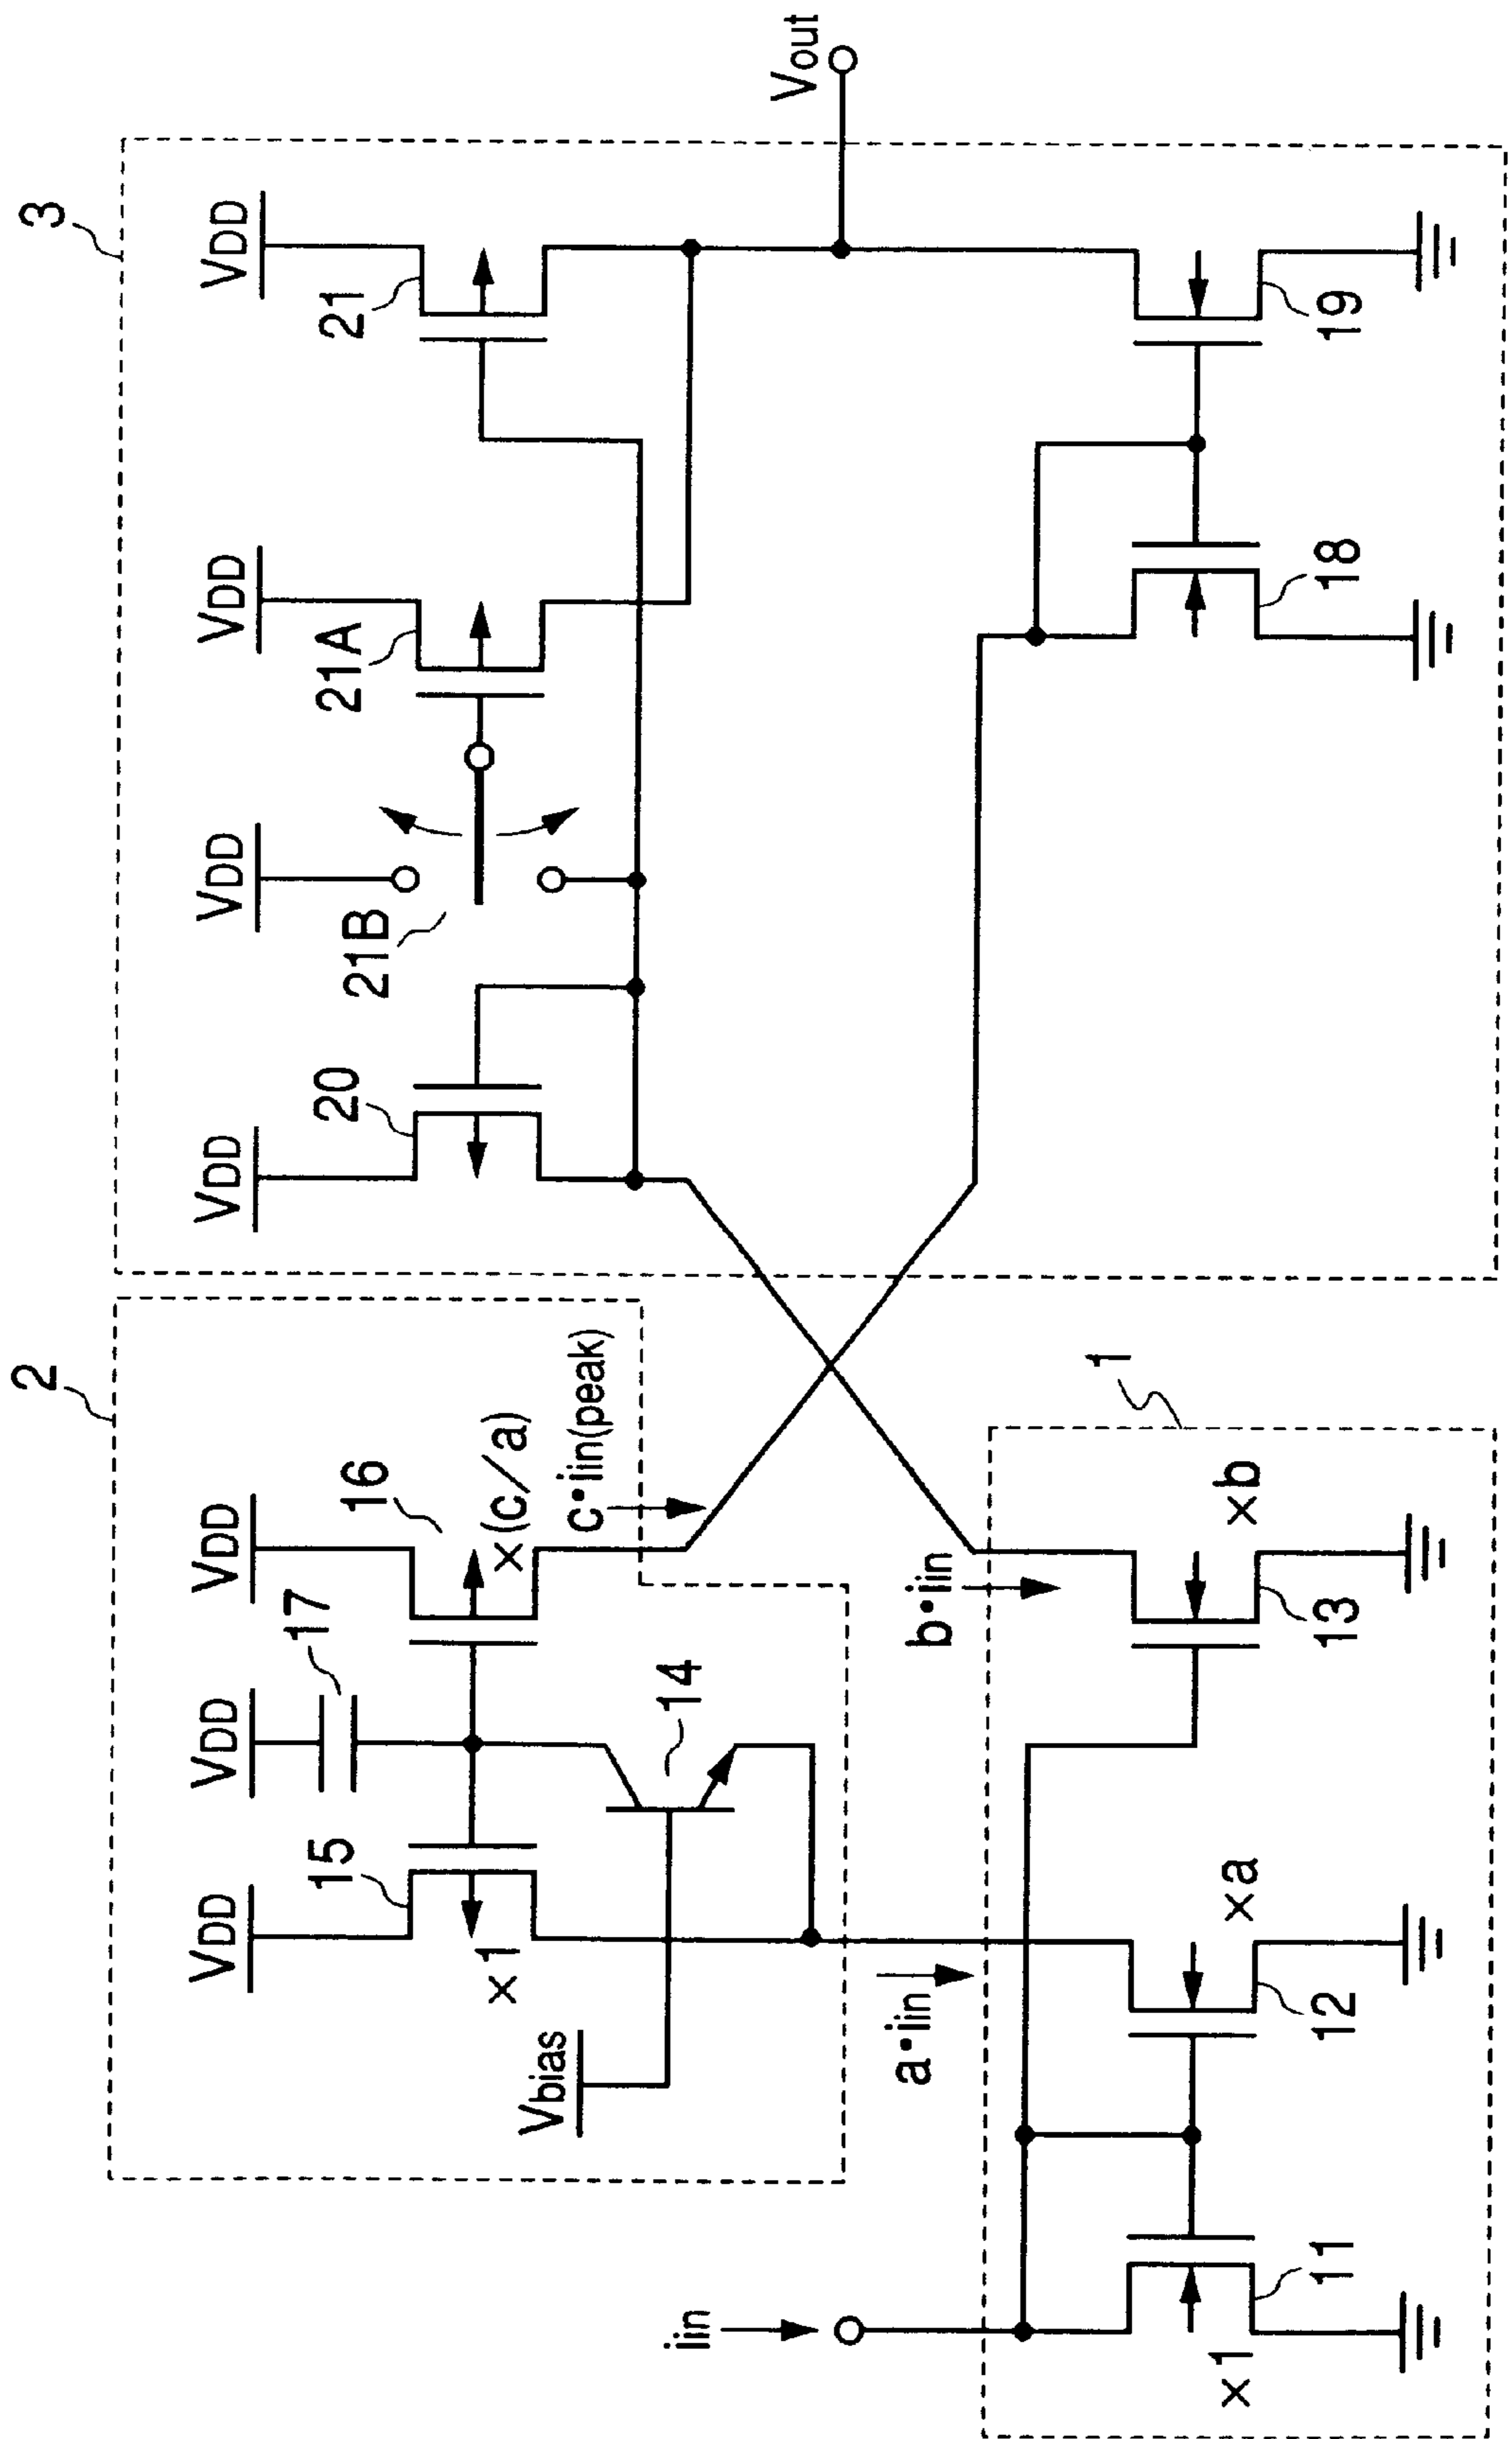 2
3
VDD
VDD
VDD
VDD
VDD
VDD
VDD
15
17
16
20
21B
21A
21
×1
×(c/a)
Vbias
14
c•iin(peak)
Vout
iin
a•iin
b•iin
1
×1
11
12
×a
13
×b
18
19